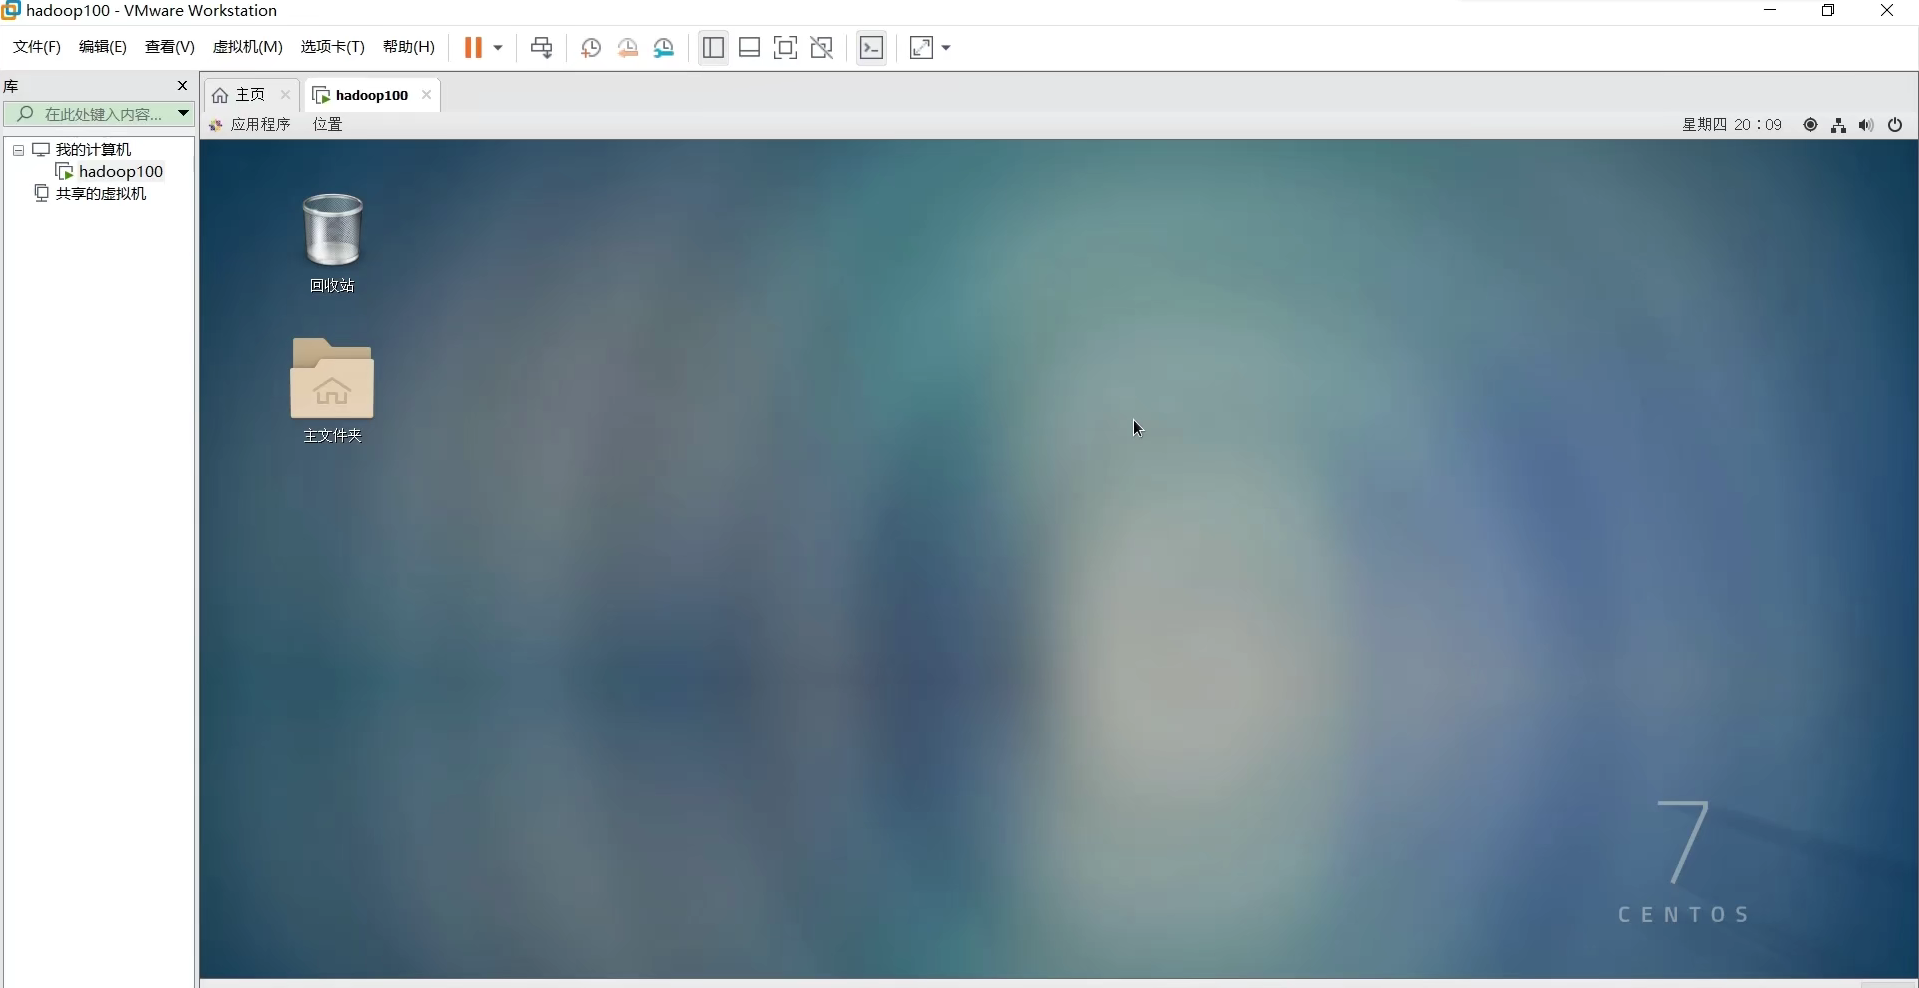 hadoop100 - VMware Workstation
文件(F) 编辑(E) 查看(V) 虚拟机(M) 选项卡(T) 帮助(H)
库
在此处键入内容...
我的计算机
hadoop100
共享的虚拟机
主页 hadoop100
应用程序 位置 星期四 20：09
回收站
主文件夹
7
CENTOS